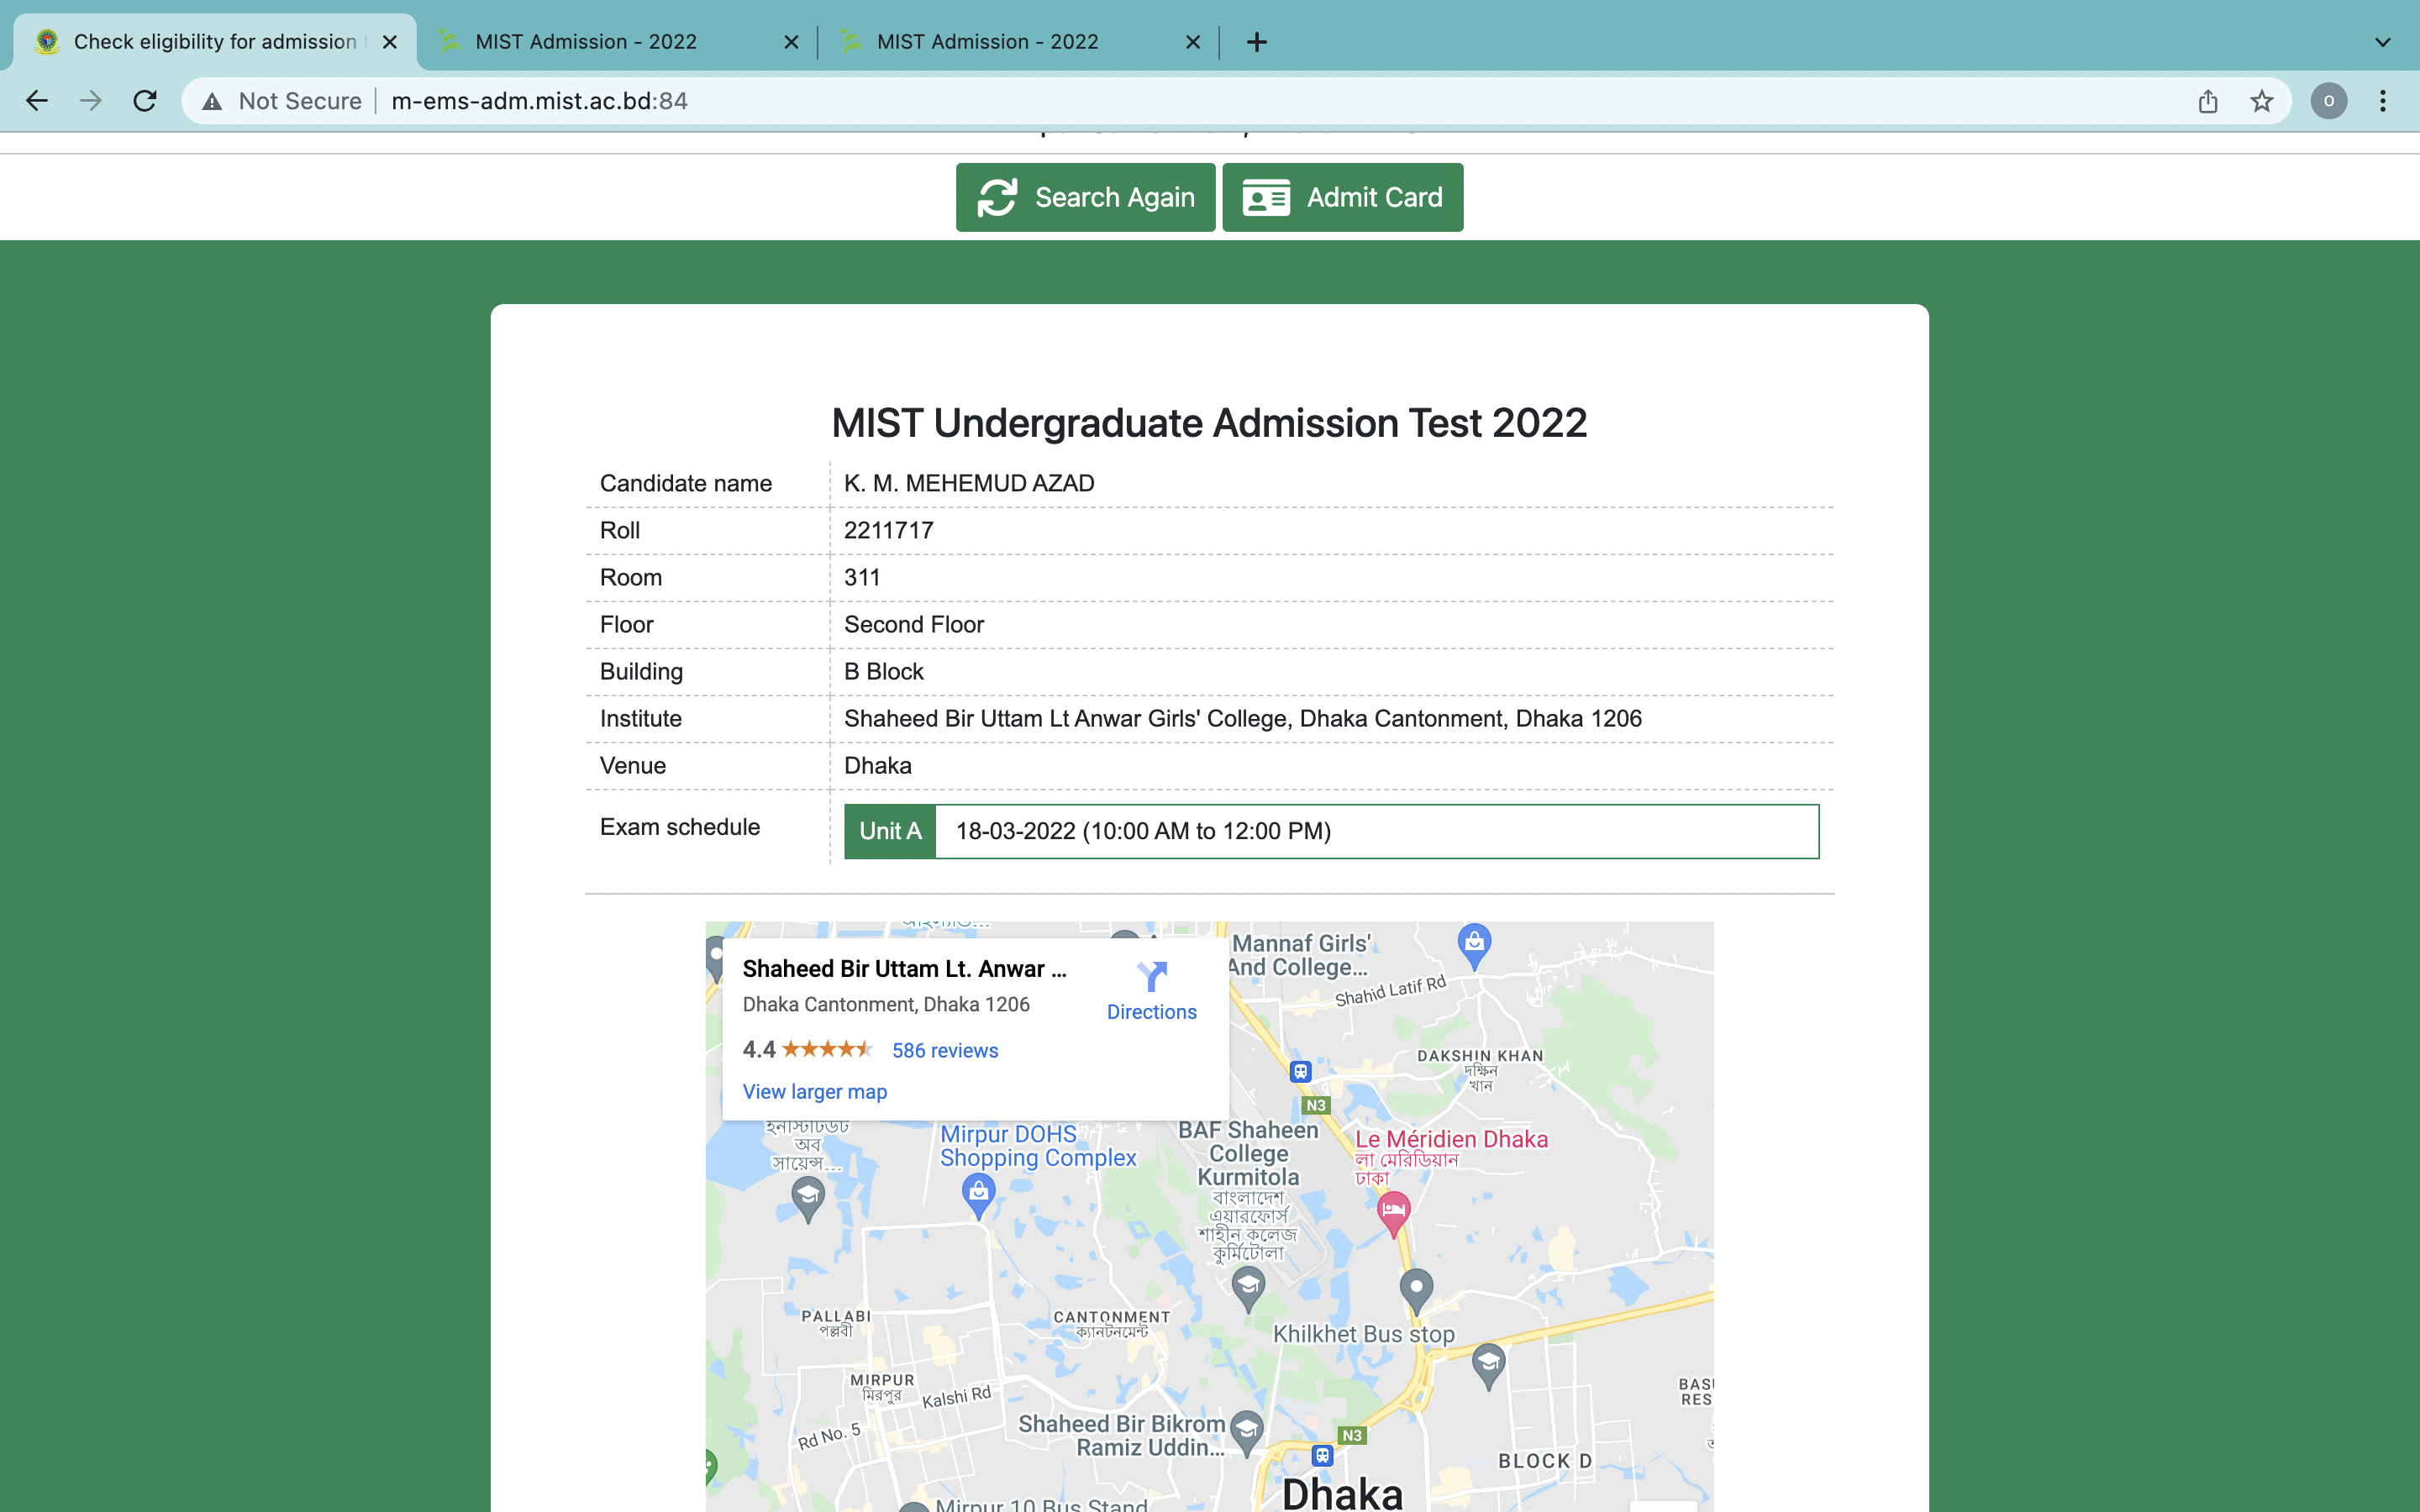 Check eligibility for admission
MIST Admission - 2022
MIST Admission - 2022
Not Secure
m-ems-adm.mist.ac.bd:84
O
Search Again
Admit Card
MIST Undergraduate Admission Test 2022
Candidate name K. M. MEHEMUD AZAD
Roll 2211717
Room 311
Floor Second Floor
Building B Block
Institute Shaheed Bir Uttam Lt Anwar Girls' College, Dhaka Cantonment, Dhaka 1206
Venue Dhaka
Exam schedule Unit A 18-03-2022 (10:00 AM to 12:00 PM)
Shaheed Bir Uttam Lt. Anwar ...
Dhaka Cantonment, Dhaka 1206
Directions
4.4 586 reviews
View larger map
Mannaf Girls'
And College...
Shahid Latif Rd
DAKSHIN KHAN
দক্ষিন
খান
N3
ইনস্টিটিউট
অব
সায়েন্স...
Mirpur DOHS
Shopping Complex
BAF Shaheen
College
Kurmitola
বাংলাদেশ
এয়ারফোর্স
শাহীন কলেজ
কুর্মিটোলা
Le Méridien Dhaka
লা মেরিডিয়ান
ঢাকা
PALLABI
পল্লবী
CANTONMENT
ক্যানটনমেন্ট
Khilkhet Bus stop
MIRPUR
মিরপুর
Kalshi Rd
Rd No. 5
Shaheed Bir Bikrom
Ramiz Uddin...
N3
BLOCK D
Dhaka
Mirpur 10 Bus Stand